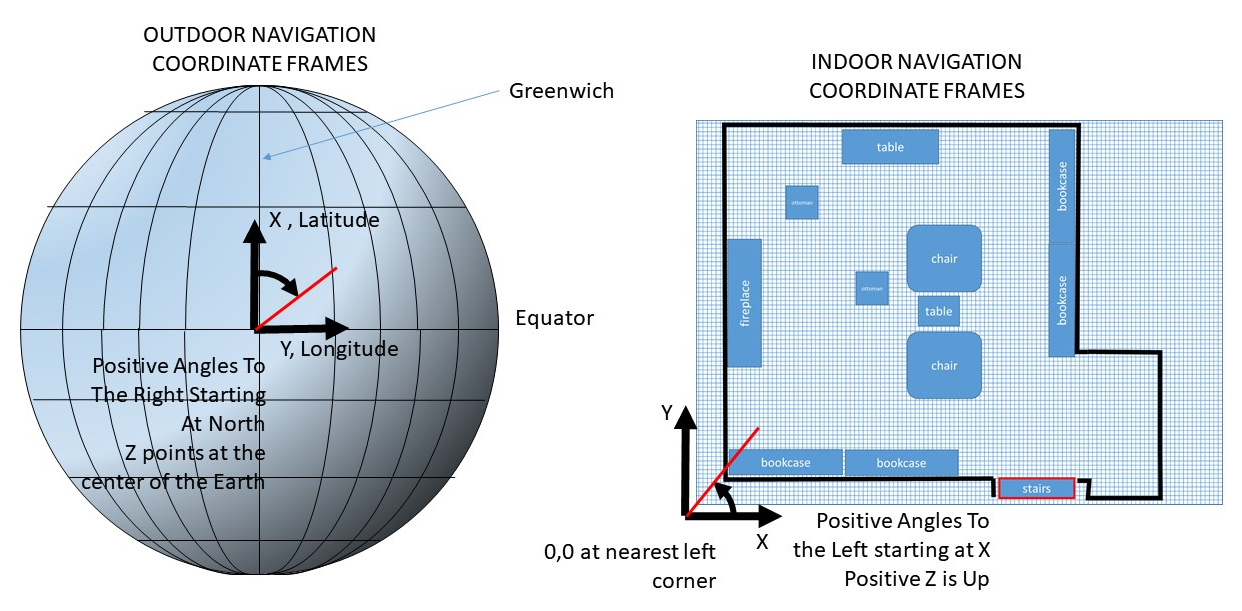 OUTDOOR NAVIGATION
COORDINATE FRAMES
Greenwich
X , Latitude
Equator
Y, Longitude
Positive Angles To
The Right Starting
At North
Z points at the
center of the Earth
INDOOR NAVIGATION
COORDINATE FRAMES
table
bookcase
ottoman
chair
fireplace
ottoman
bookcase
table
chair
Y
bookcase
bookcase
stairs
X
0,0 at nearest left
corner
Positive Angles To
the Left starting at X
Positive Z is Up